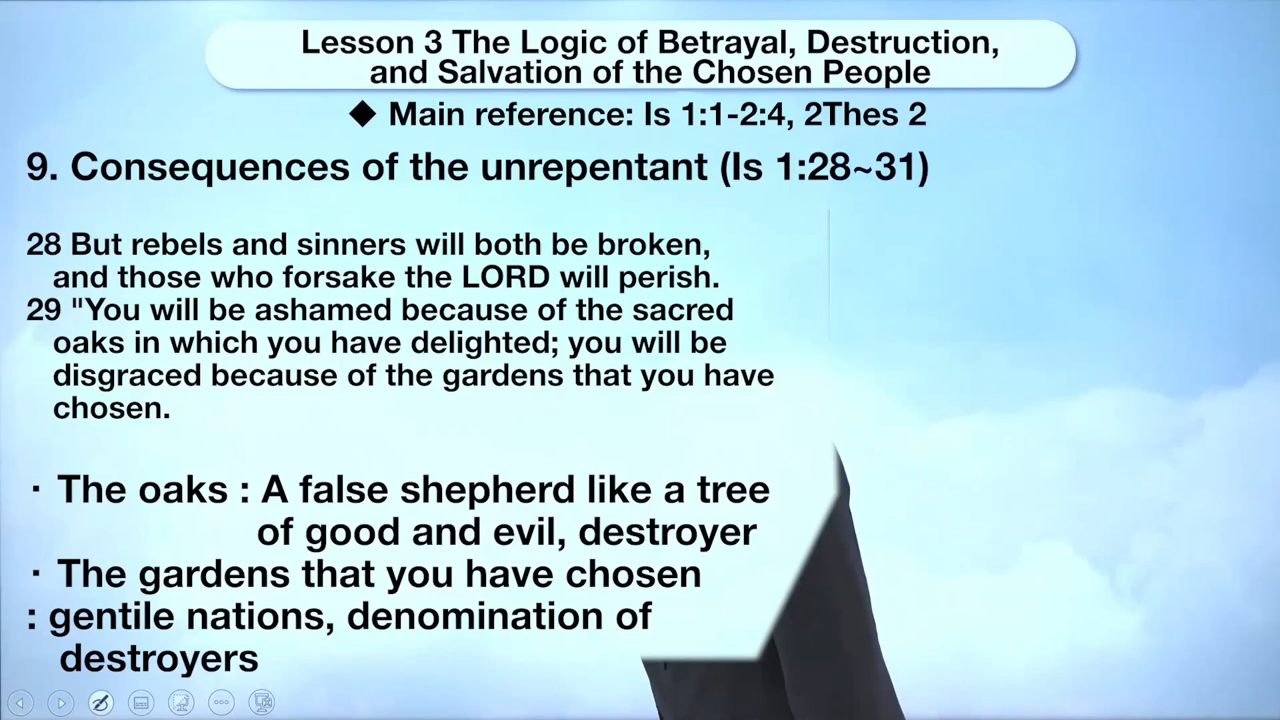 Lesson 3 The Logic of Betrayal, Destruction,
and Salvation of the Chosen People
◆ Main reference: Is 1:1-2:4, 2Thes 2
9. Consequences of the unrepentant (Is 1:28~31)
28 But rebels and sinners will both be broken,
and those who forsake the LORD will perish.
29 "You will be ashamed because of the sacred
oaks in which you have delighted; you will be
disgraced because of the gardens that you have
chosen.
· The oaks : A false shepherd like a tree
of good and evil, destroyer
· The gardens that you have chosen
: gentile nations, denomination of
destroyers